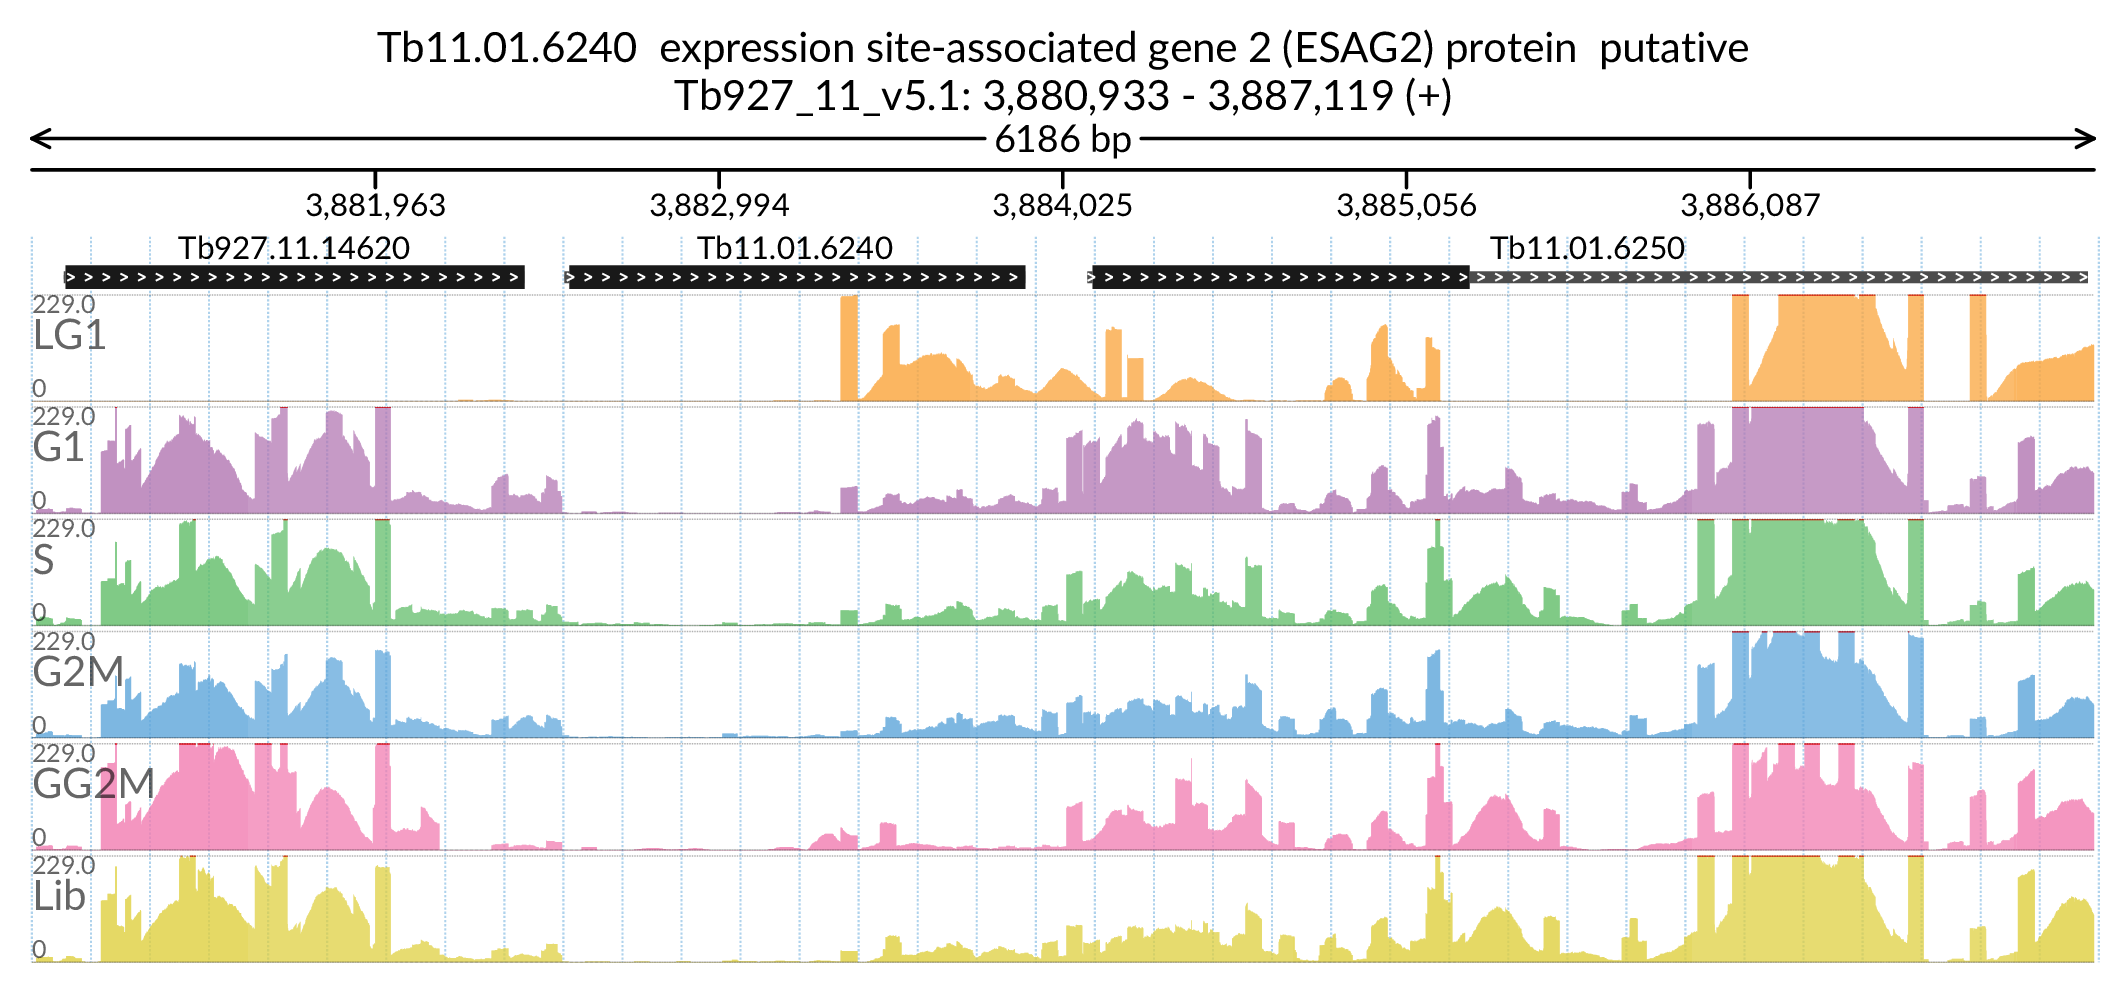 Tb11.01.6240 expression site-associated gene 2 (ESAG2) protein putative
Tb927_11_v5.1: 3,880,933 - 3,887,119 (+)
6186 bp
3,881,963 3,882,994 3,884,025 3,885,056 3,886,087
Tb927.11.14620 Tb11.01.6240 Tb11.01.6250
229.0
LG1
0
229.0
G1
0
229.0
S
0
229.0
G2M
0
229.0
GG2M
0
229.0
Lib
0